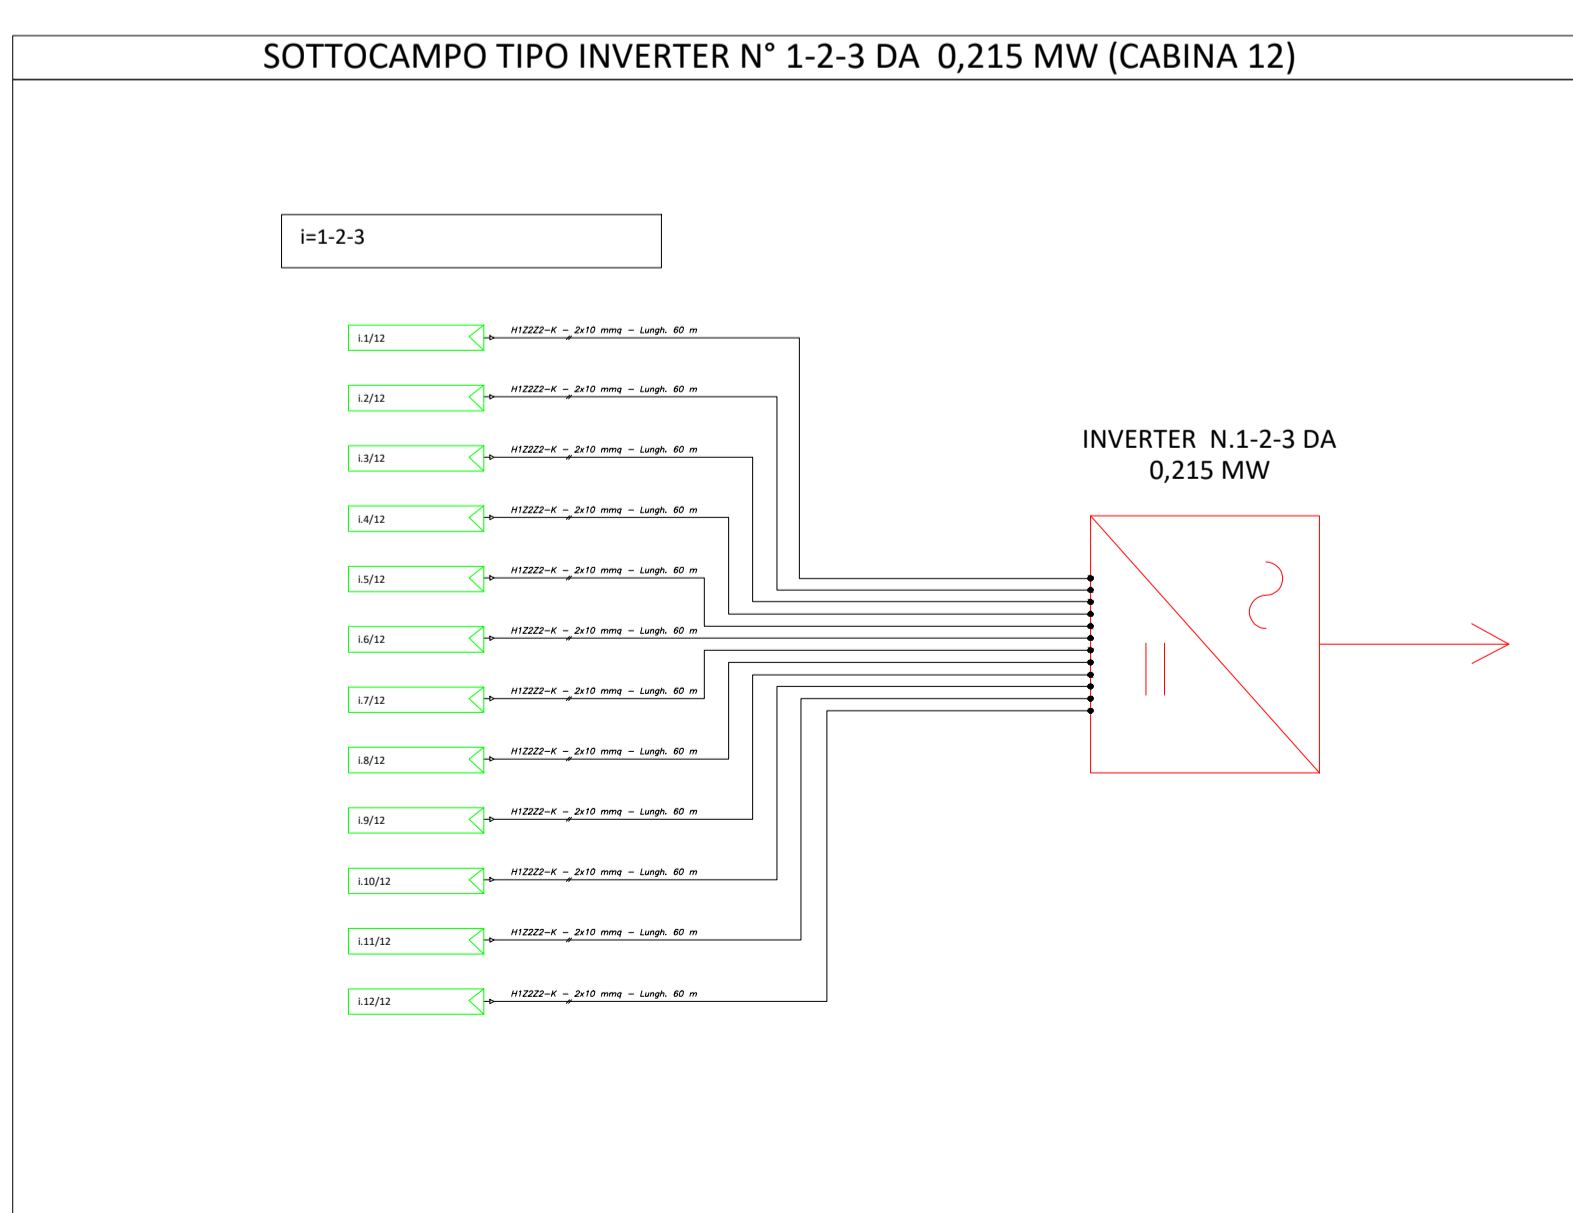 SOTTOCAMPO TIPO INVERTER N° 1-2-3 DA 0,215 MW (CABINA 12)
i=1-2-3
i.1/12 H1Z2Z2-K - 2x10 mmq - Lungh. 60 m
i.2/12 H1Z2Z2-K - 2x10 mmq - Lungh. 60 m
i.3/12 H1Z2Z2-K - 2x10 mmq - Lungh. 60 m
INVERTER N.1-2-3 DA
0,215 MW
i.4/12 H1Z2Z2-K - 2x10 mmq - Lungh. 60 m
i.5/12 H1Z2Z2-K - 2x10 mmq - Lungh. 60 m
i.6/12 H1Z2Z2-K - 2x10 mmq - Lungh. 60 m
i.7/12 H1Z2Z2-K - 2x10 mmq - Lungh. 60 m
i.8/12 H1Z2Z2-K - 2x10 mmq - Lungh. 60 m
i.9/12 H1Z2Z2-K - 2x10 mmq - Lungh. 60 m
i.10/12 H1Z2Z2-K - 2x10 mmq - Lungh. 60 m
i.11/12 H1Z2Z2-K - 2x10 mmq - Lungh. 60 m
i.12/12 H1Z2Z2-K - 2x10 mmq - Lungh. 60 m